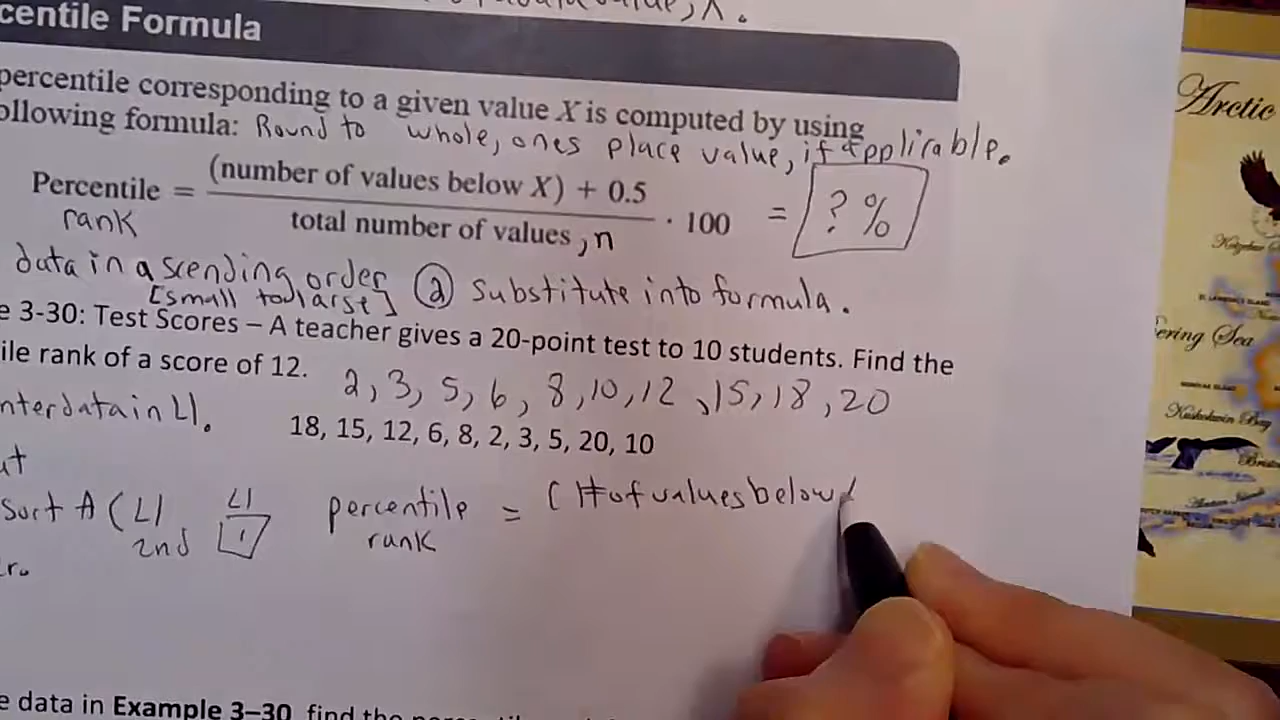 X.
centile Formula
percentile corresponding to a given value X is computed by using
ollowing formula: Round to whole, ones place value, if applicable.
Percentile rank = (number of values below X) + 0.5 / total number of values, n · 100 = ? %
data in ascending order ② substitute into formula.
[small to large]
e 3-30: Test Scores – A teacher gives a 20-point test to 10 students. Find the
ile rank of a score of 12.
2, 3, 5, 6, 8, 10, 12, 15, 18, 20
nter data in L1.
18, 15, 12, 6, 8, 2, 3, 5, 20, 10
Sort A ( L1
2nd
L1
1
percentile rank = ( # of values below
e data in Example 3–30, find the
Arctic
ering Sea
Kuskokwim Bay